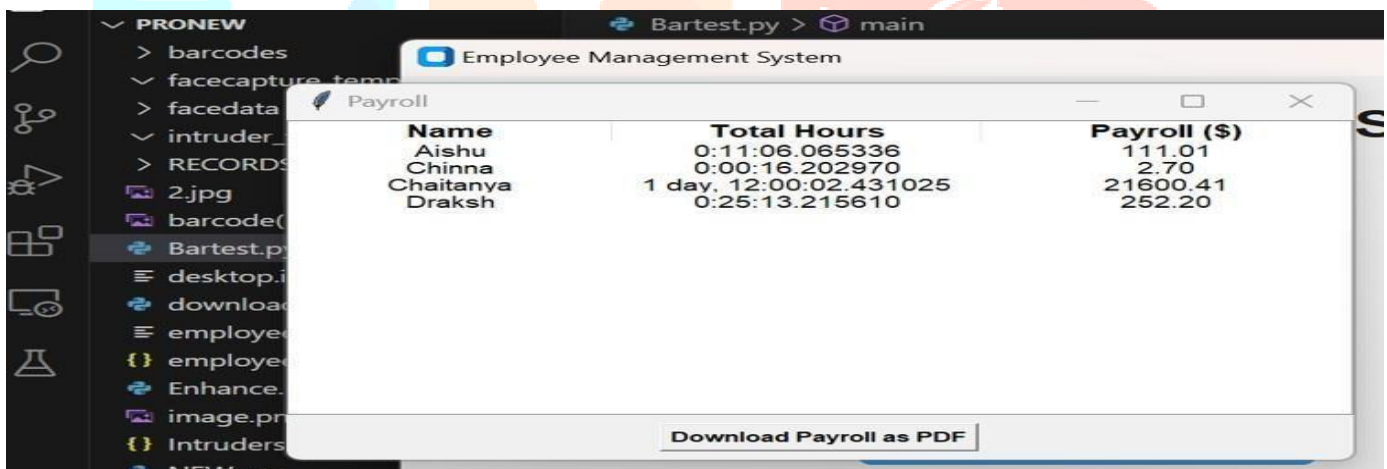 PRONEW
Bartest.py > main
barcodes
Employee Management System
facecapture_temp
facedata
Payroll
intruder_
RECORDS
2.jpg
barcode(
Bartest.p
desktop.i
downloa
employe
employe
Enhance.
image.pn
Intruders
Name Total Hours Payroll ($)
Aishu 0:11:06.065336 111.01
Chinna 0:00:16.202970 2.70
Chaitanya 1 day, 12:00:02.431025 21600.41
Draksh 0:25:13.215610 252.20
Download Payroll as PDF